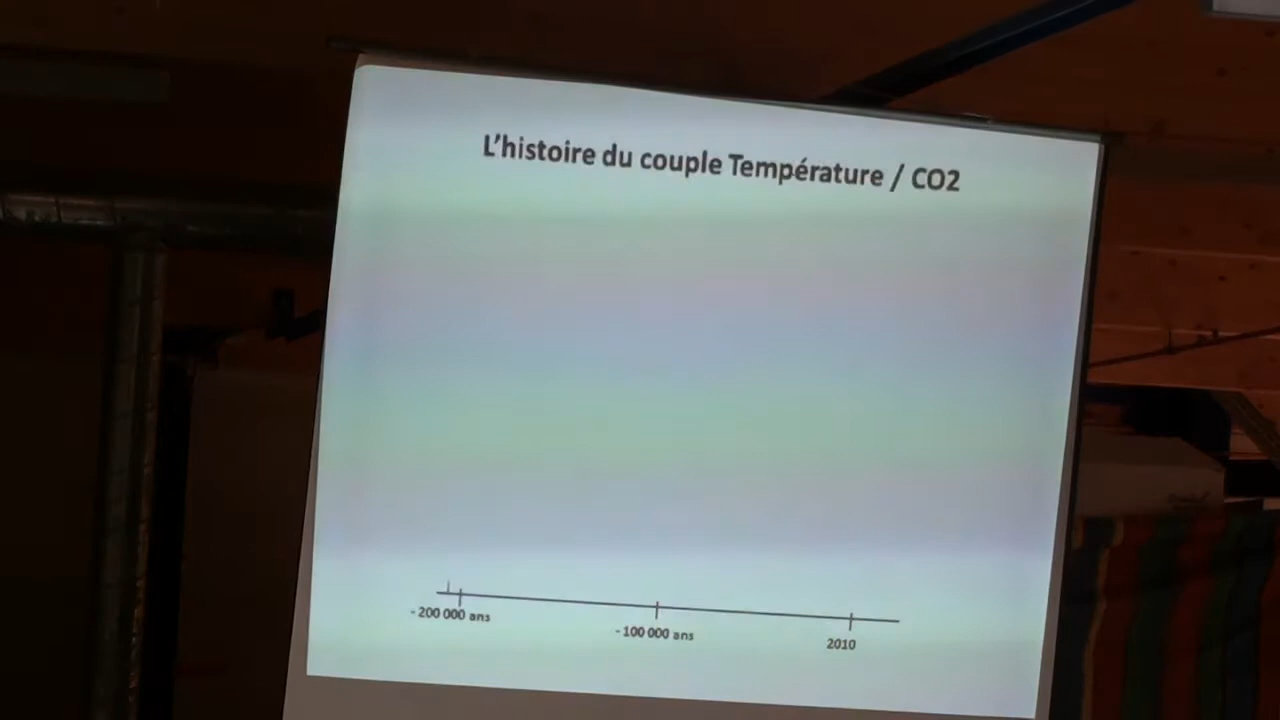 L'histoire du couple Température / CO2
- 200 000 ans
- 100 000 ans
2010